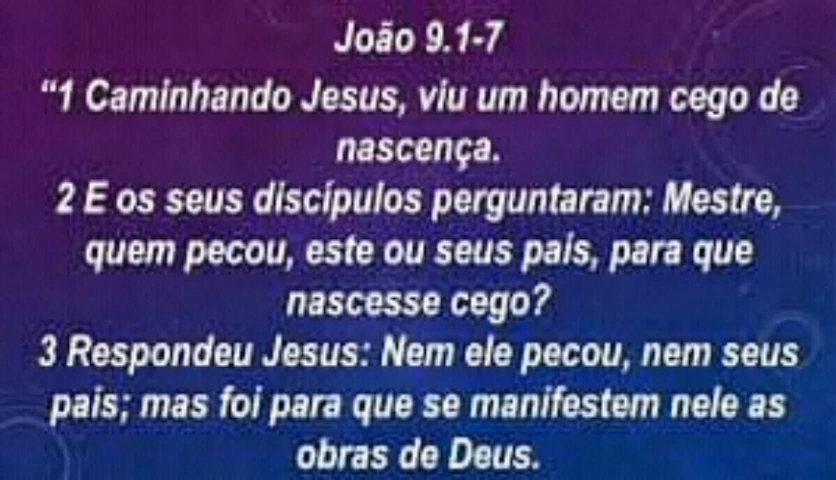 João 9.1-7
“1 Caminhando Jesus, viu um homem cego de
nascença.
2 E os seus discípulos perguntaram: Mestre,
quem pecou, este ou seus pais, para que
nascesse cego?
3 Respondeu Jesus: Nem ele pecou, nem seus
pais; mas foi para que se manifestem nele as
obras de Deus.